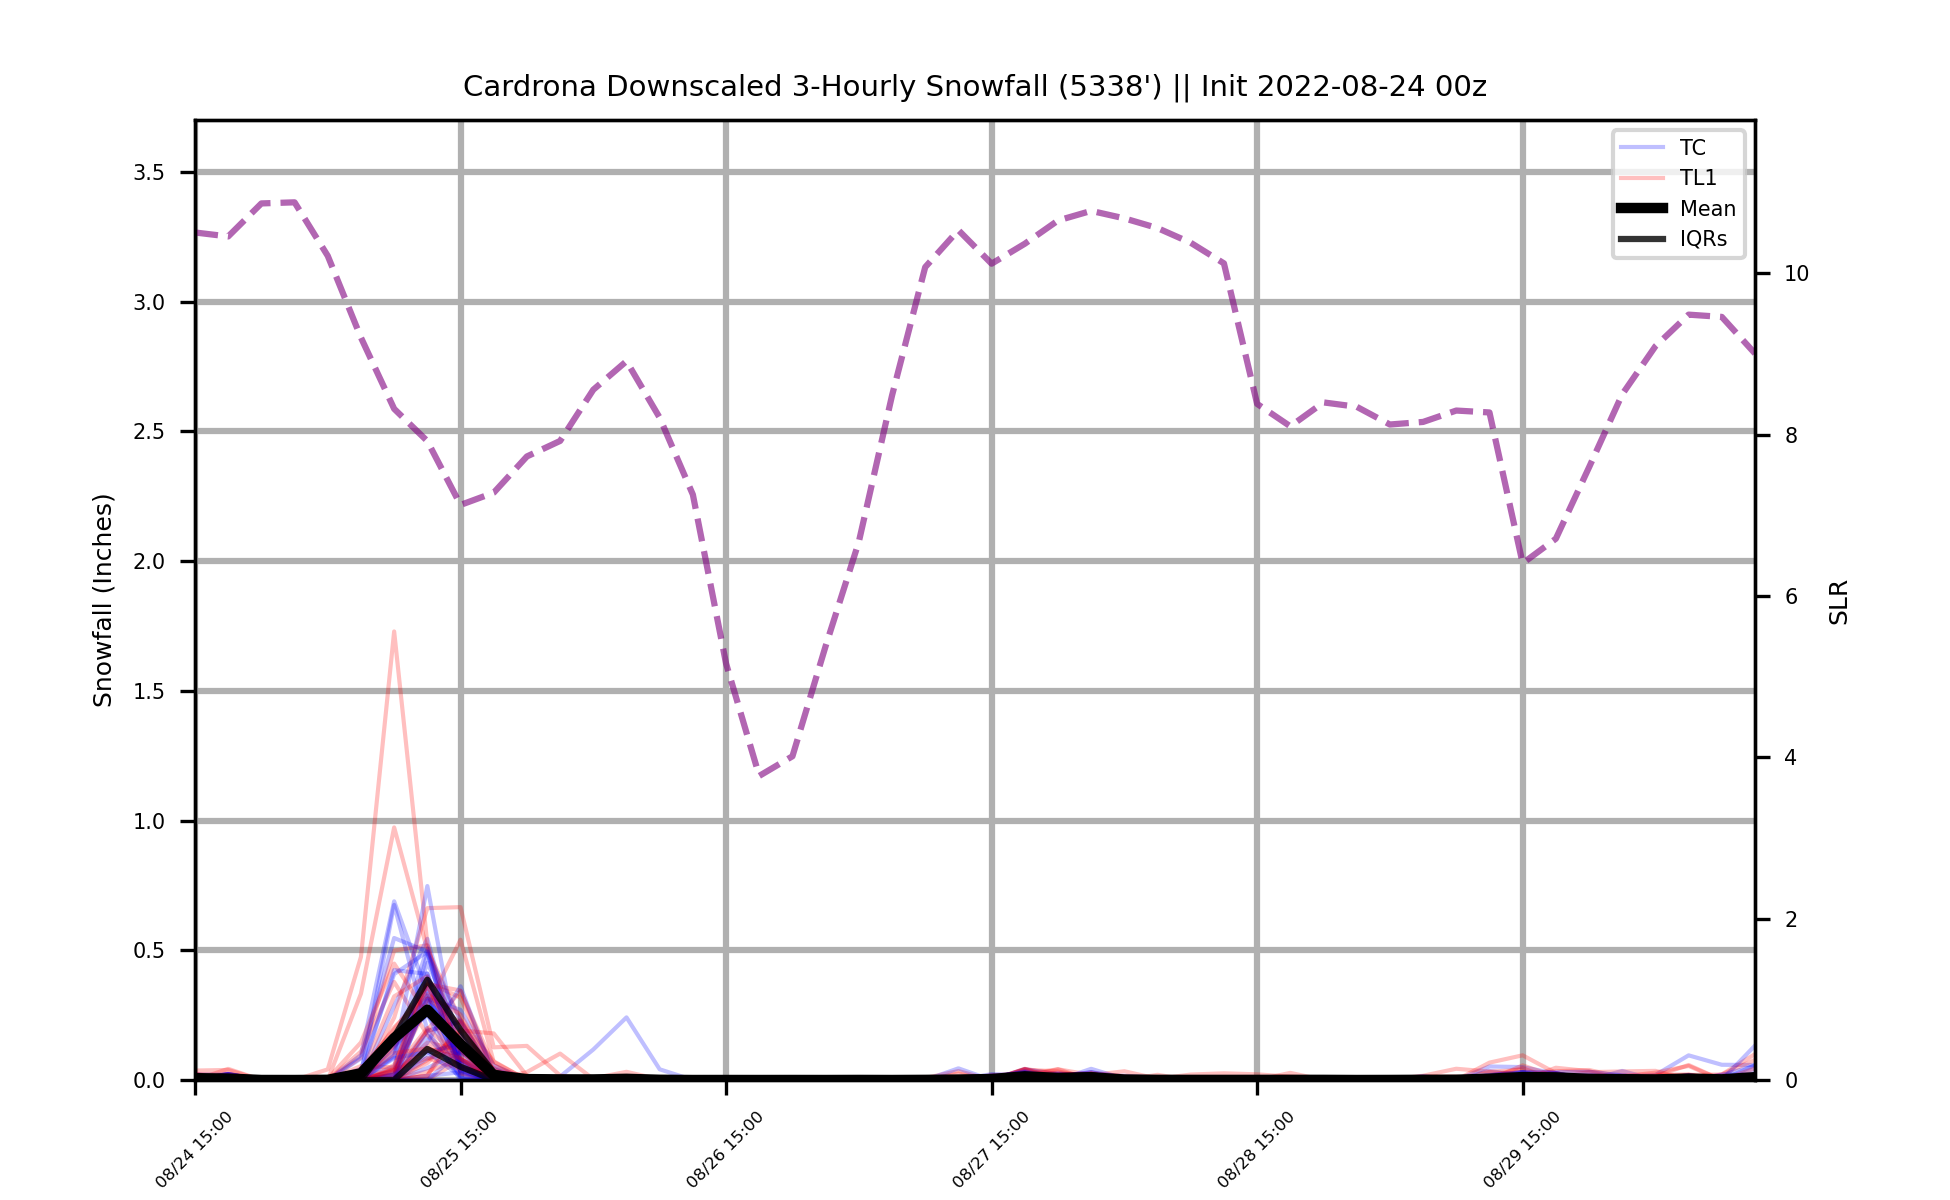 Cardrona Downscaled 3-Hourly Snowfall (5338') || Init 2022-08-24 00z
TC
TL1
Mean
IQRs
Snowfall (Inches)
3.5
3.0
2.5
2.0
1.5
1.0
0.5
0.0
10
8
6
4
2
0
SLR
08/24 15:00
08/25 15:00
08/26 15:00
08/27 15:00
08/28 15:00
08/29 15:00